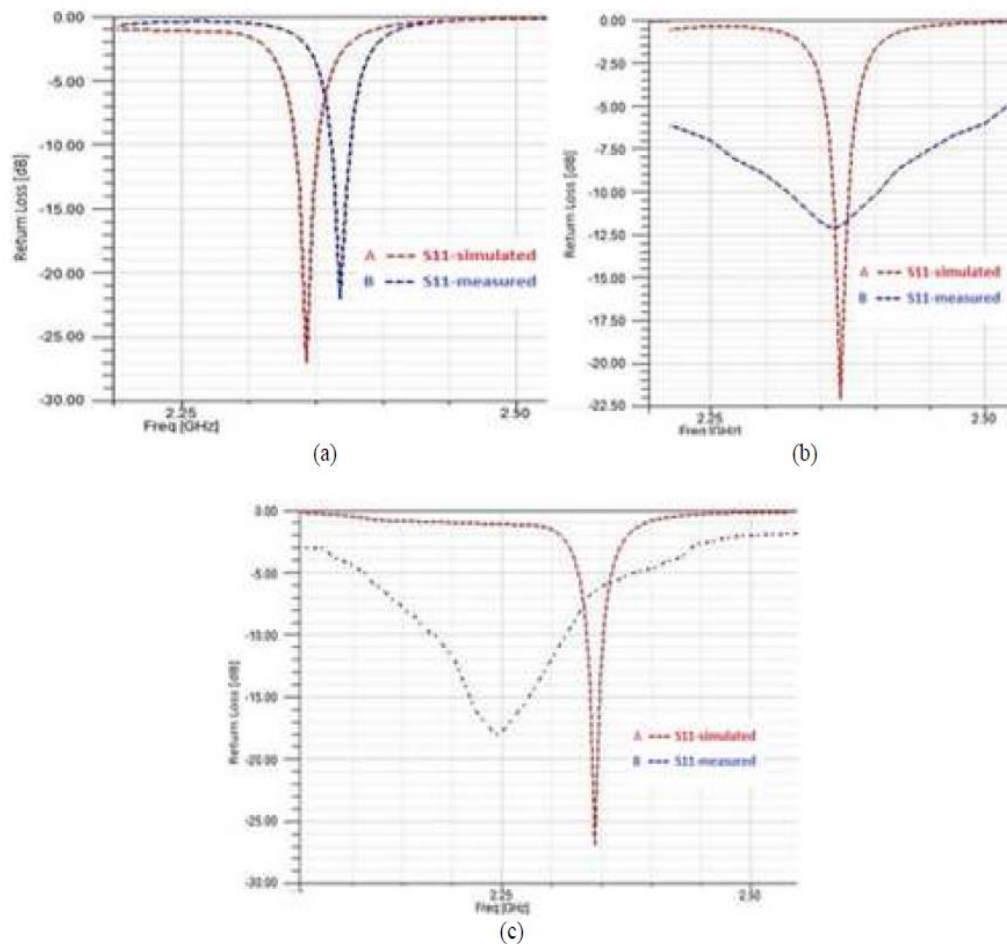 0.00
-5.00
-10.00
-15.00
-20.00
-25.00
-30.00
Return Loss [dB]
A S11-simulated
B S11-measured
2.25
2.50
Freq [GHz]
(a)
0.00
-2.50
-5.00
-7.50
-10.00
-12.50
-15.00
-17.50
-20.00
-22.50
Return Loss [dB]
A S11-simulated
B S11-measured
2.25
2.50
Freq [GHz]
(b)
0.00
-5.00
-10.00
-15.00
-20.00
-25.00
-30.00
Return Loss [dB]
A S11-simulated
B S11-measured
2.25
2.50
Freq [GHz]
(c)